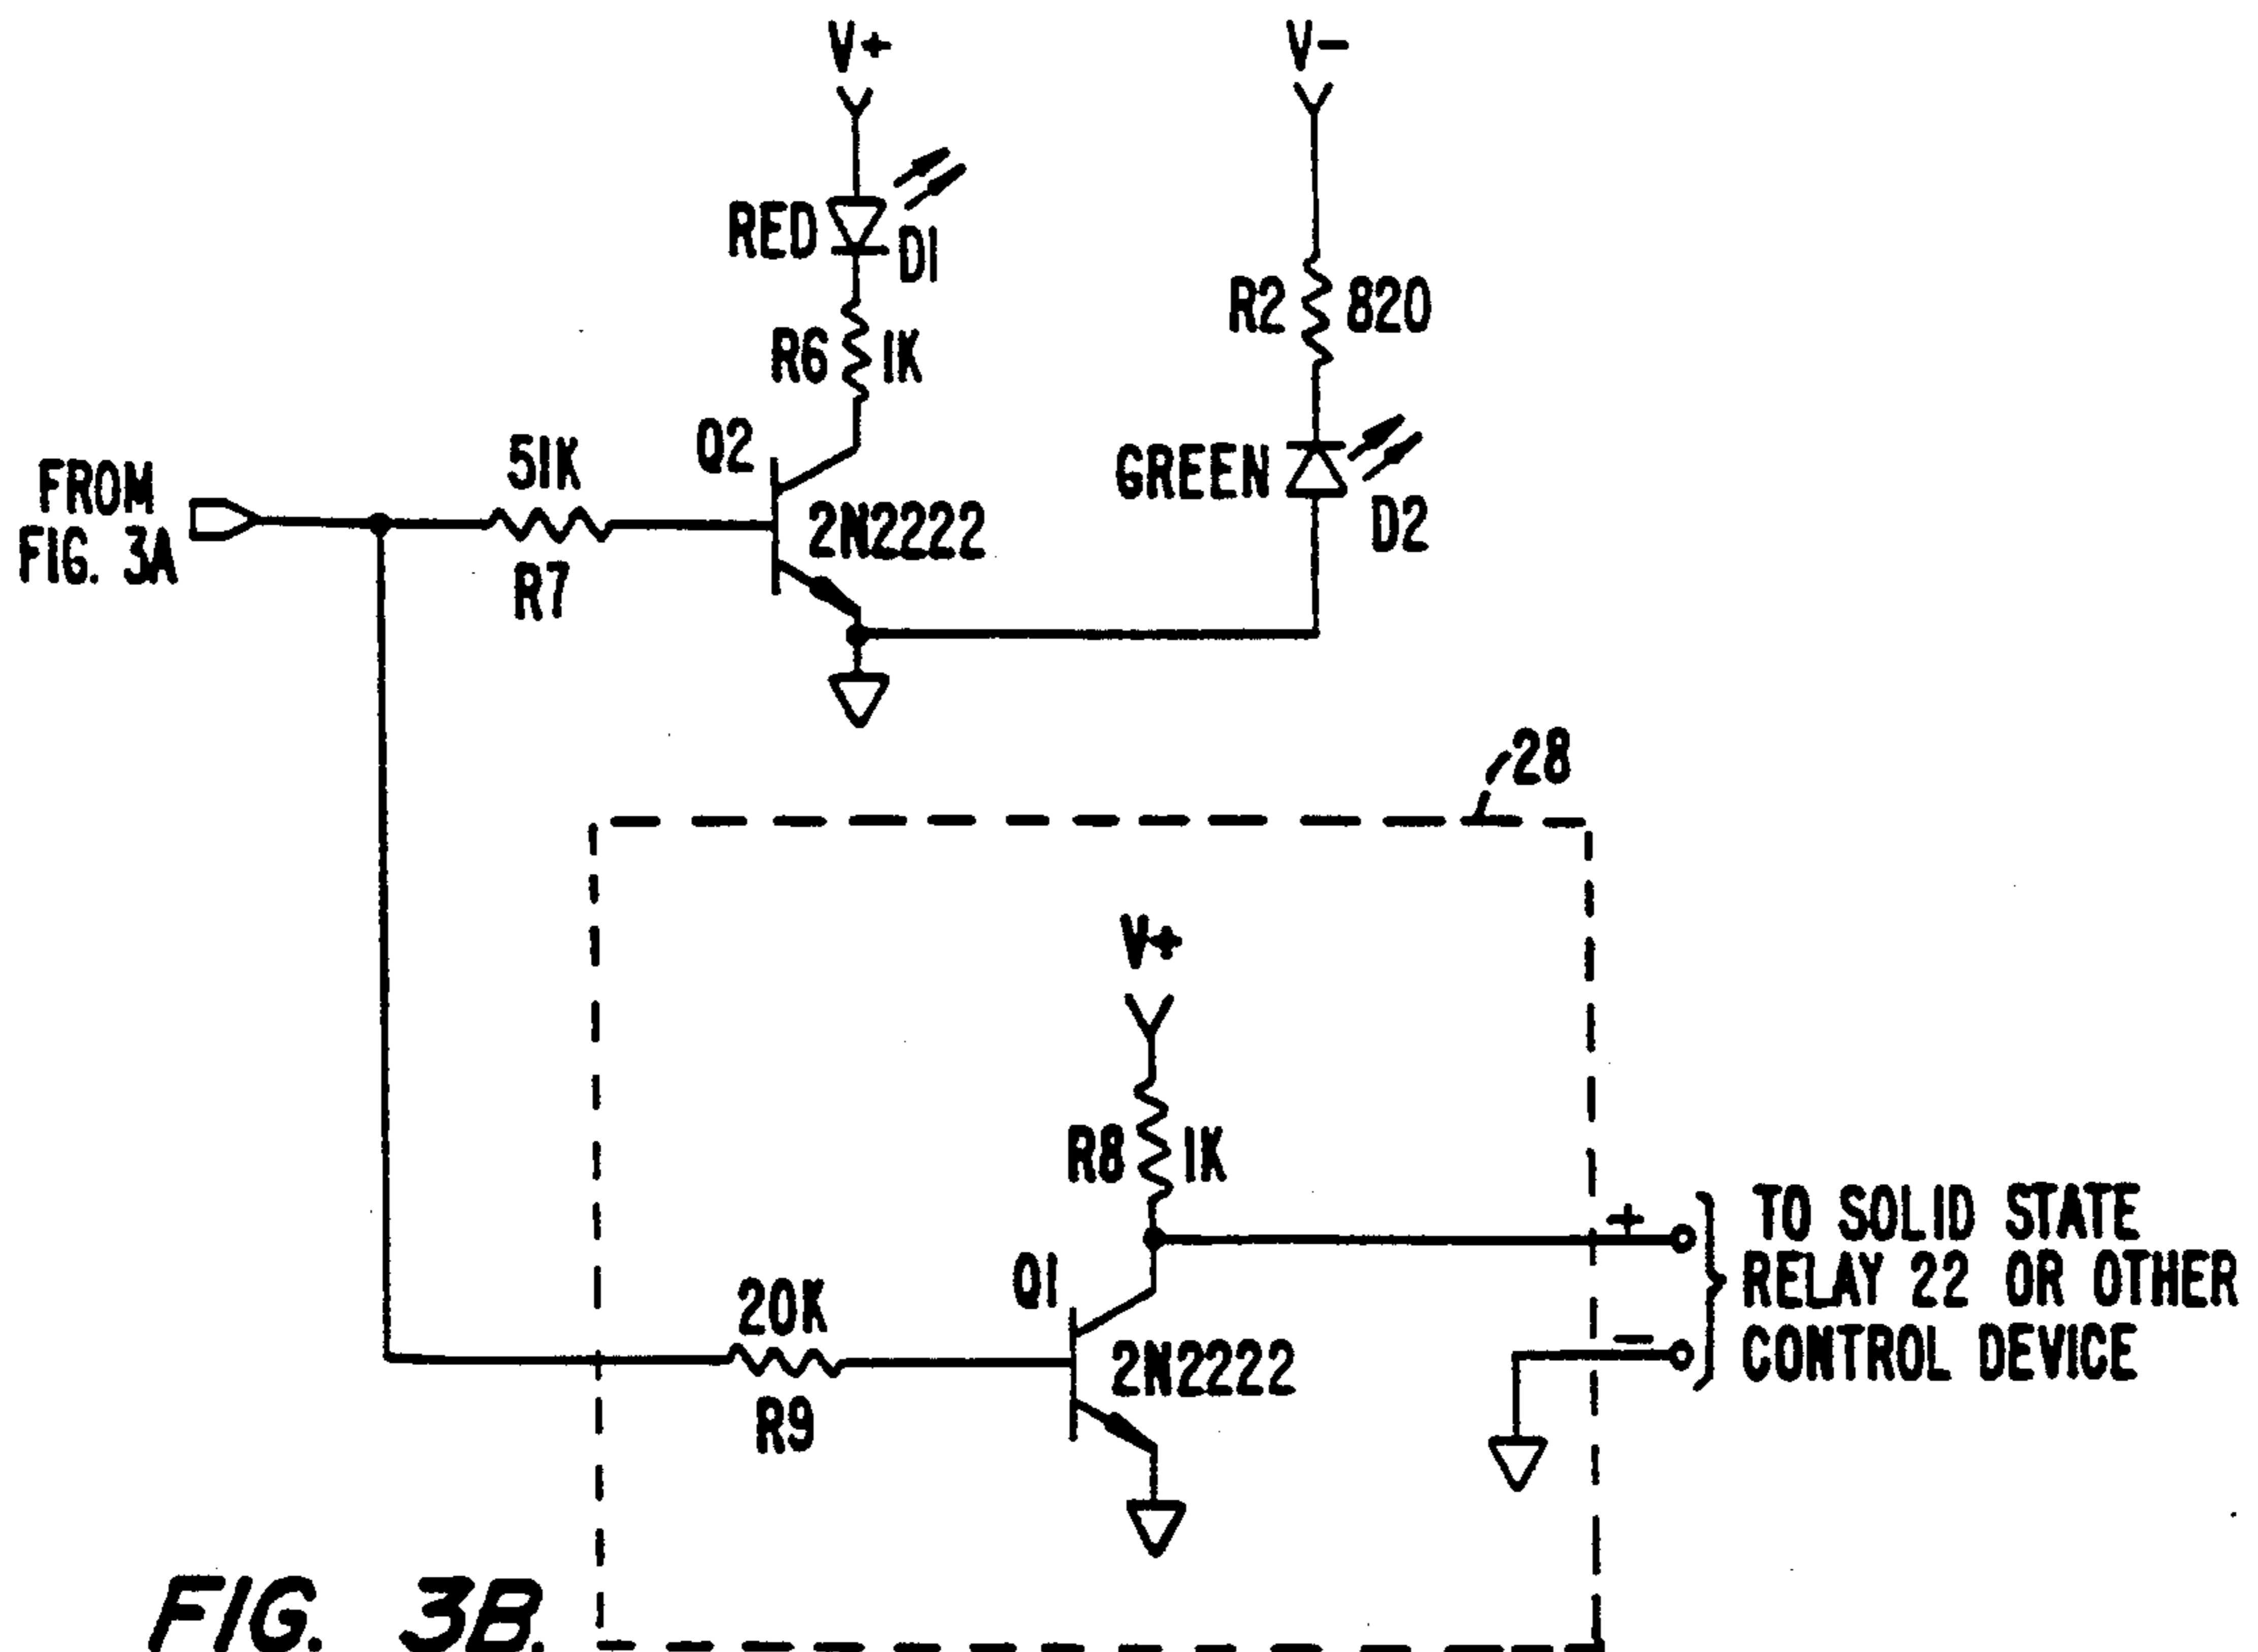 V+
V-
RED
D1
R2
820
R6
1K
Q2
51K
GREEN
FROM
FIG. 3A
2N2222
D2
R7
28
V+
R8
1K
+
TO SOLID STATE
RELAY 22 OR OTHER
CONTROL DEVICE
Q1
20K
−
2N2222
R9
FIG. 3B.